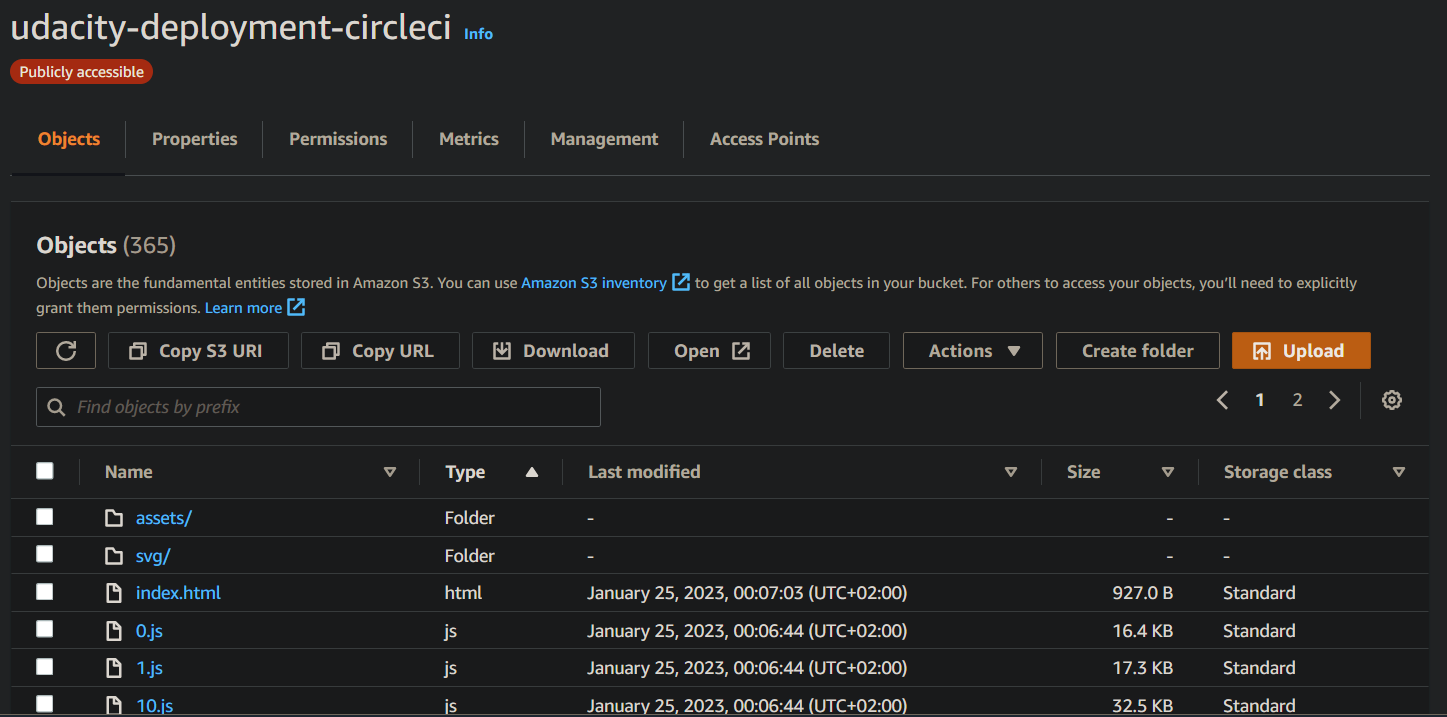 udacity-deployment-circleci Info
Publicly accessible
Objects Properties Permissions Metrics Management Access Points
Objects (365)
Objects are the fundamental entities stored in Amazon S3. You can use Amazon S3 inventory to get a list of all objects in your bucket. For others to access your objects, you'll need to explicitly
grant them permissions. Learn more
Copy S3 URI Copy URL Download Open Delete Actions Create folder Upload
Find objects by prefix 1 2
Name Type Last modified Size Storage class
assets/ Folder - - -
svg/ Folder - - -
index.html html January 25, 2023, 00:07:03 (UTC+02:00) 927.0 B Standard
0.js js January 25, 2023, 00:06:44 (UTC+02:00) 16.4 KB Standard
1.js js January 25, 2023, 00:06:44 (UTC+02:00) 17.3 KB Standard
10.js js January 25, 2023, 00:06:44 (UTC+02:00) 32.5 KB Standard